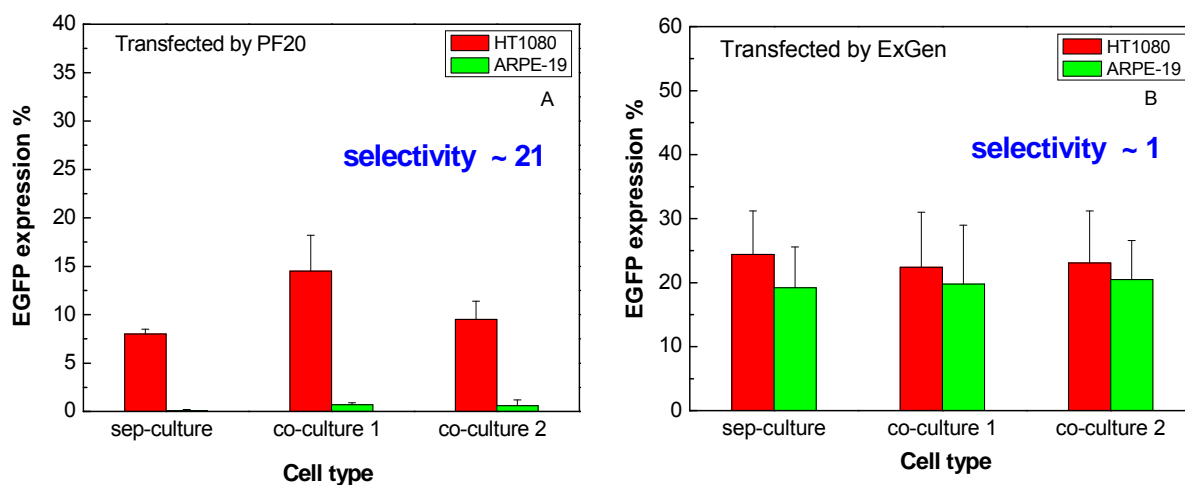 Transfected by PF20
HT1080
ARPE-19
A
selectivity ~ 21
EGFP expression %
40
35
30
25
20
15
10
5
0
sep-culture
co-culture 1
co-culture 2
Cell type
Transfected by ExGen
HT1080
ARPE-19
B
selectivity ~ 1
EGFP expression %
60
50
40
30
20
10
0
sep-culture
co-culture 1
co-culture 2
Cell type